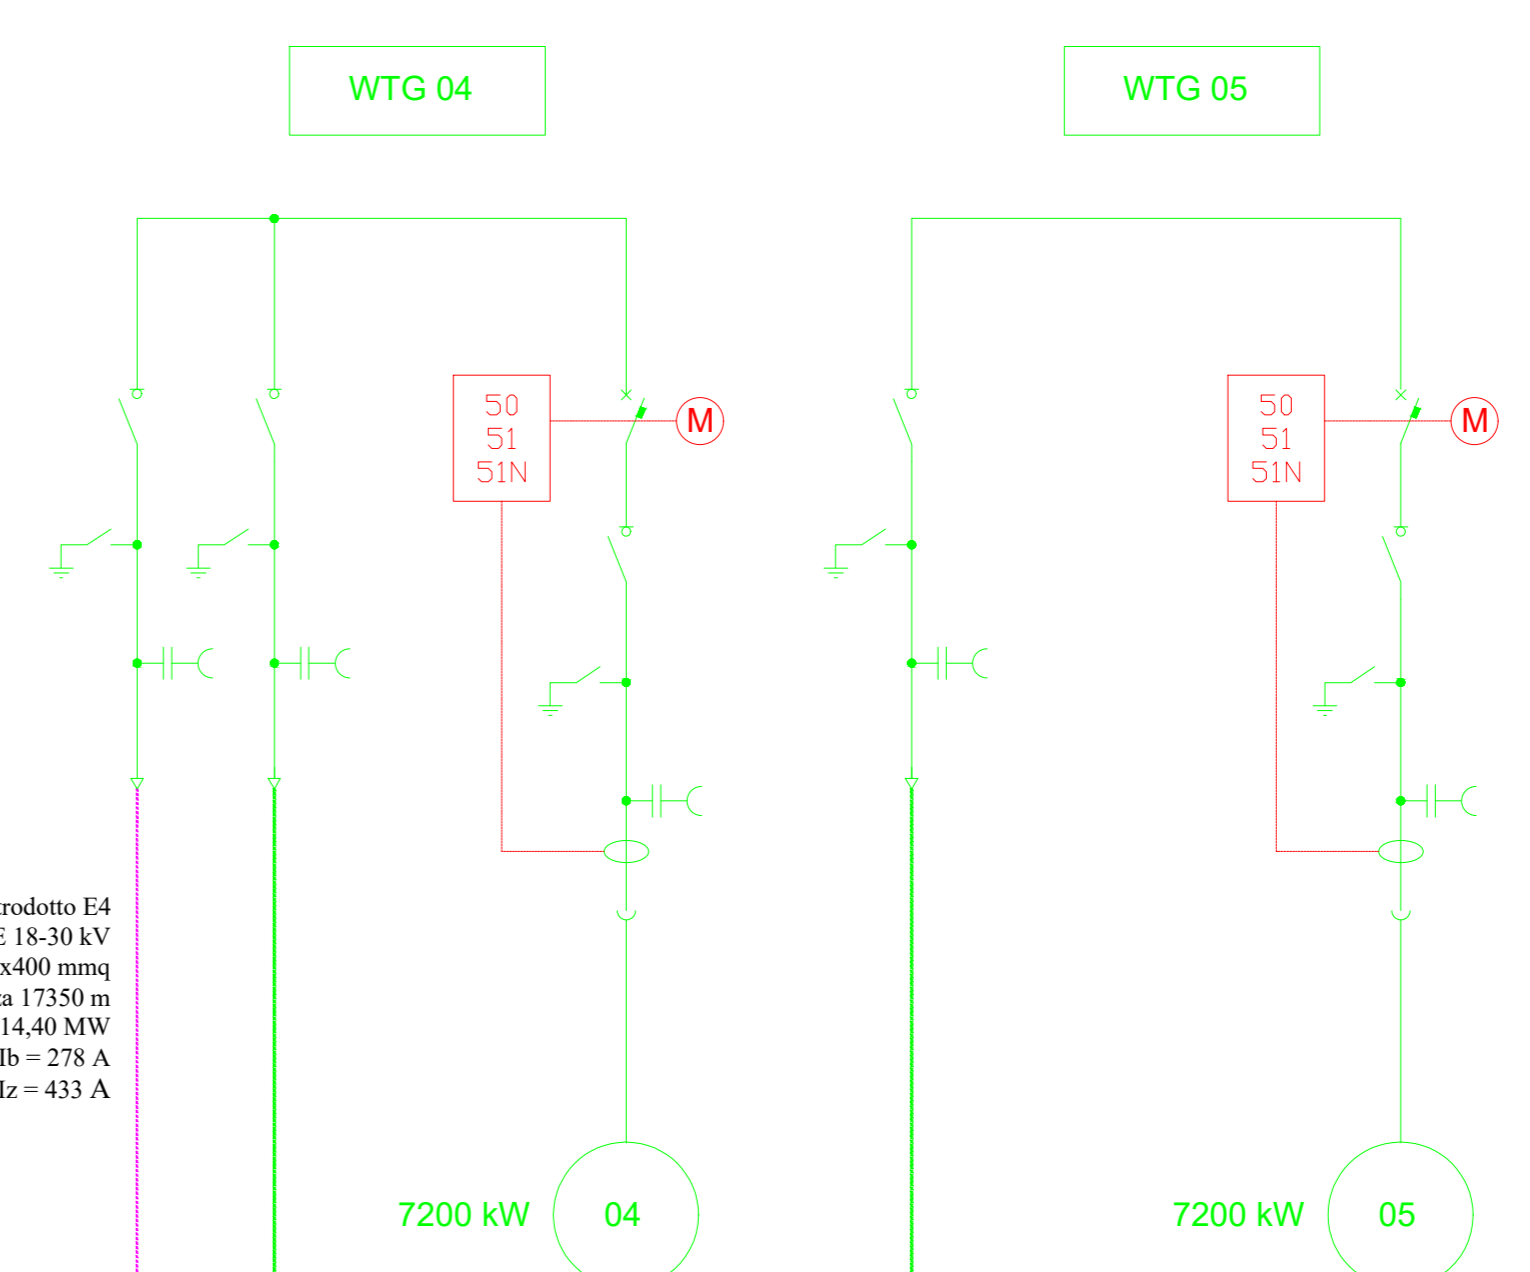 WTG 04
WTG 05
50
51
51N
M
50
51
51N
M
trodotto E4
E 18-30 kV
x400 mmq
za 17350 m
14,40 MW
Ib = 278 A
Iz = 433 A
7200 kW
04
7200 kW
05